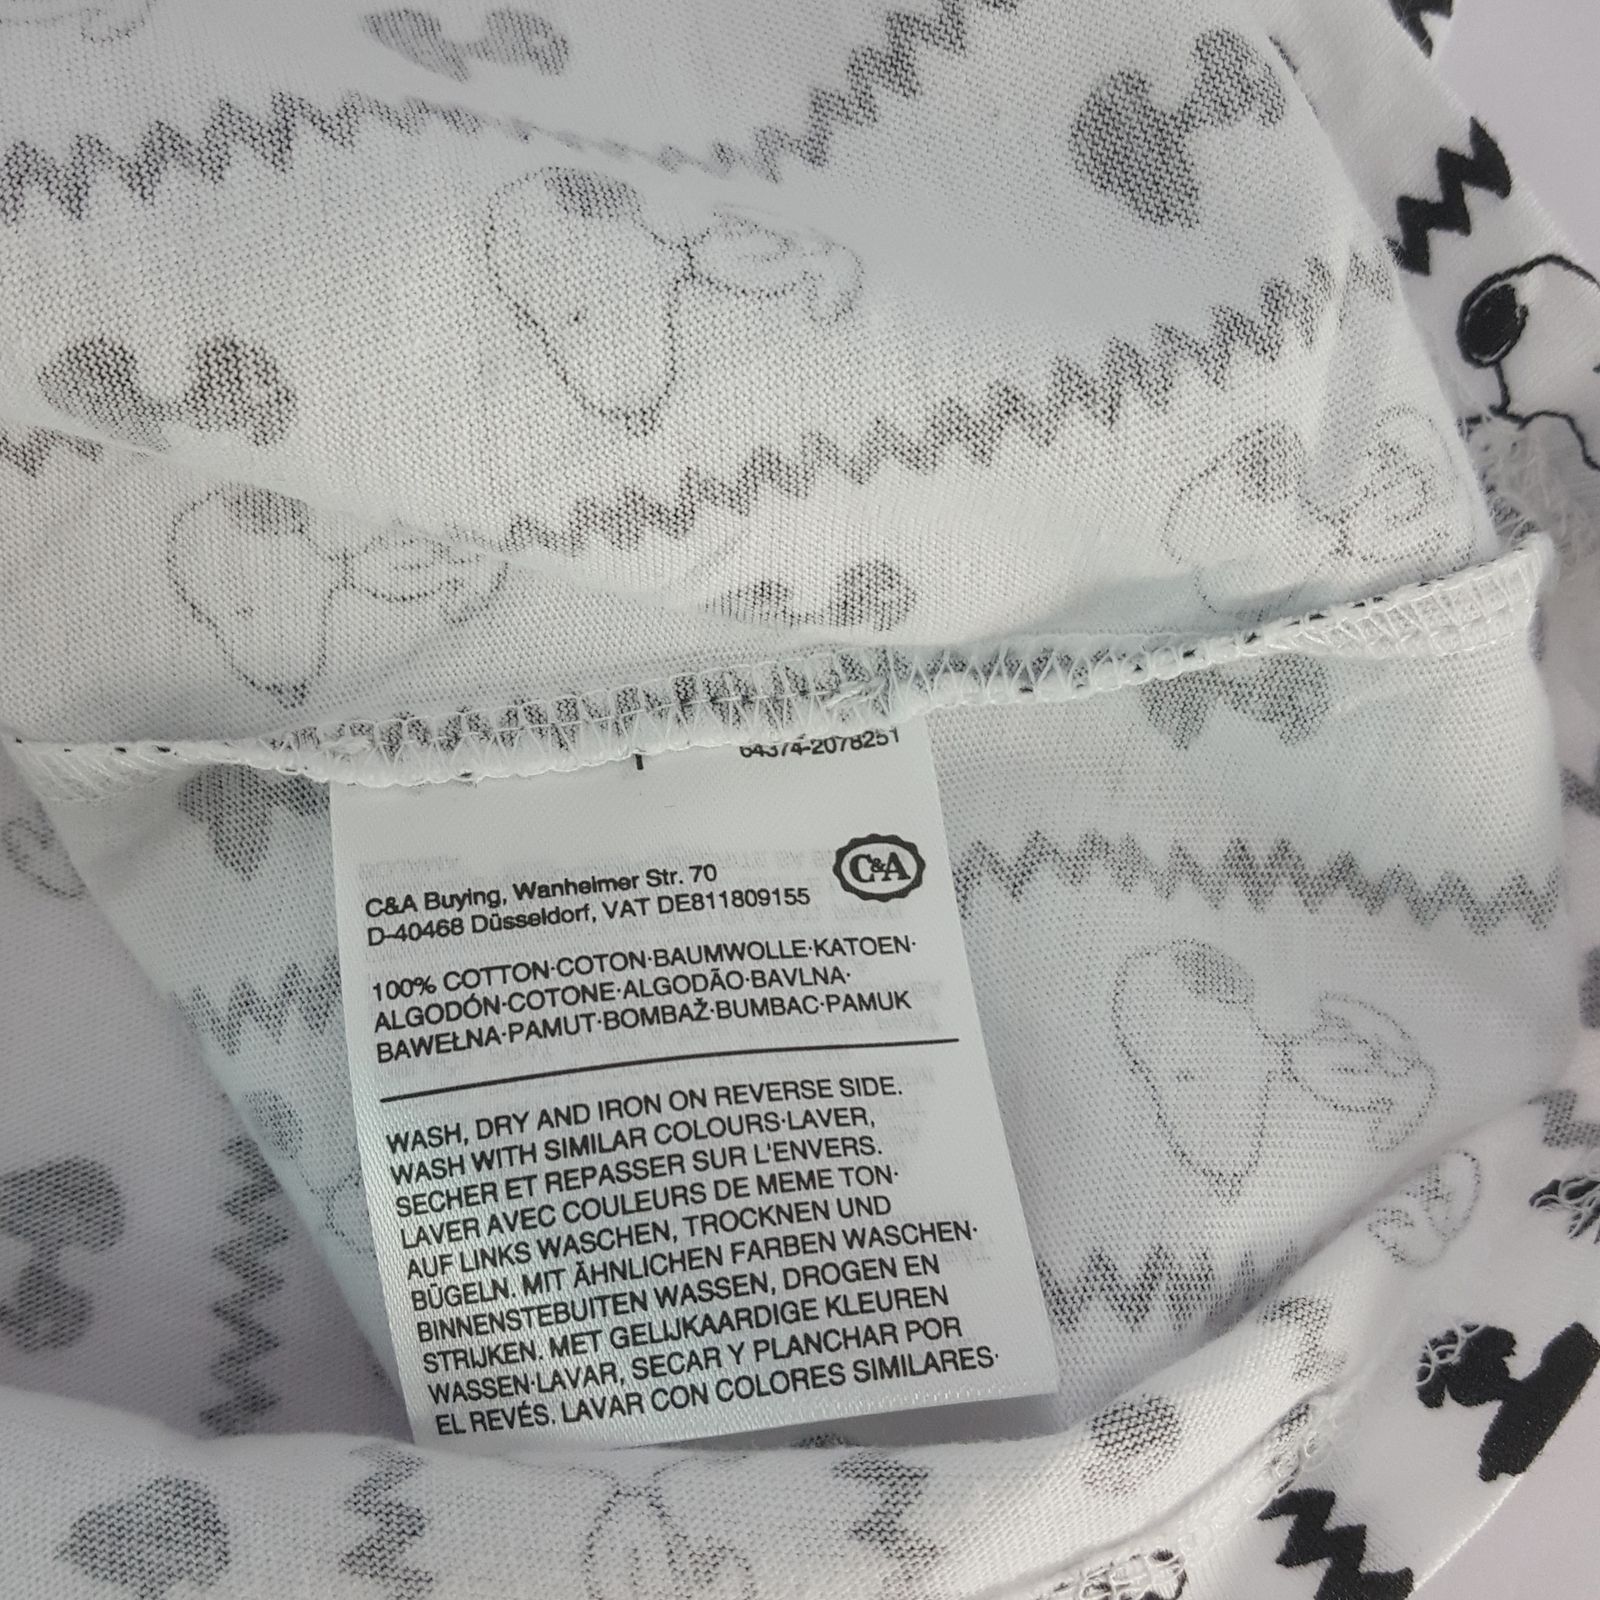 64374-2078251
C&A Buying, Wanheimer Str. 70
D-40468 Düsseldorf, VAT DE811809155
C&A
100% COTTON·COTON·BAUMWOLLE·KATOEN·
ALGODÓN·COTONE·ALGODÃO·BAVLNA·
BAWEŁNA·PAMUT·BOMBAŽ·BUMBAC·PAMUK
WASH, DRY AND IRON ON REVERSE SIDE.
WASH WITH SIMILAR COLOURS·LAVER,
SECHER ET REPASSER SUR L'ENVERS.
LAVER AVEC COULEURS DE MEME TON·
AUF LINKS WASCHEN, TROCKNEN UND
BÜGELN. MIT ÄHNLICHEN FARBEN WASCHEN·
BINNENSTEBUITEN WASSEN, DROGEN EN
STRIJKEN. MET GELIJKAARDIGE KLEUREN
WASSEN·LAVAR, SECAR Y PLANCHAR POR
EL REVÉS. LAVAR CON COLORES SIMILARES·